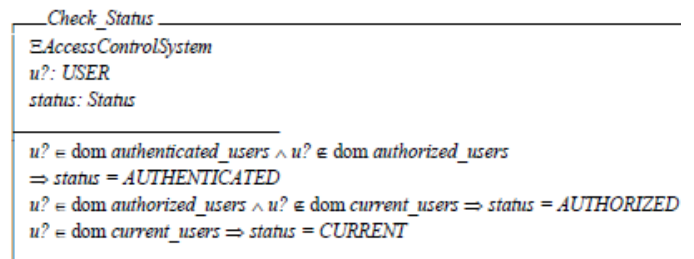 Check_Status
ΞAccessControlSystem
u?: USER
status: Status
u? ∈ dom authenticated_users ∧ u? ∉ dom authorized_users
⇒ status = AUTHENTICATED
u? ∈ dom authorized_users ∧ u? ∉ dom current_users ⇒ status = AUTHORIZED
u? ∈ dom current_users ⇒ status = CURRENT